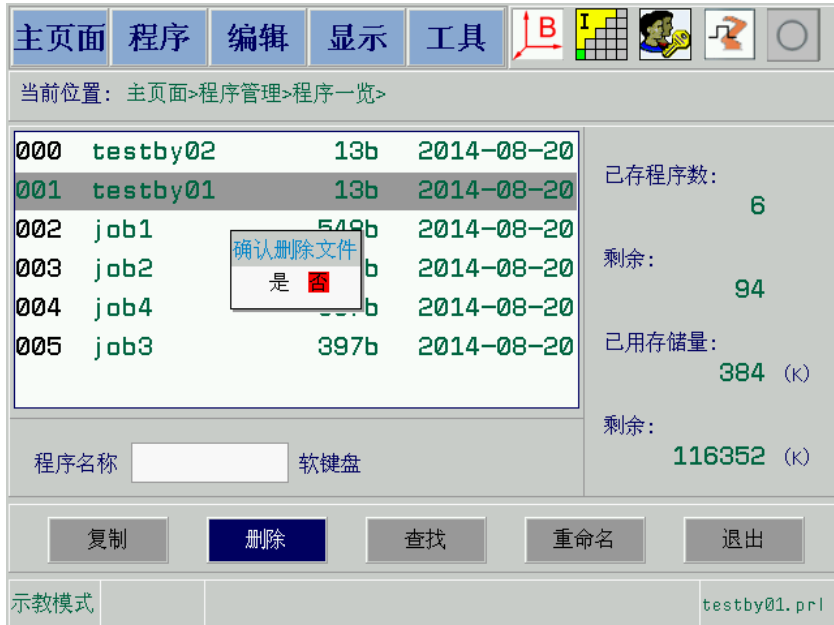 主页面 程序 编辑 显示 工具 B I
当前位置: 主页面>程序管理>程序一览>
000 testby02 13b 2014-08-20
001 testby01 13b 2014-08-20
002 job1 548b 2014-08-20
003 job2 b 2014-08-20
004 job4 b 2014-08-20
005 job3 397b 2014-08-20
确认删除文件
是 否
已存程序数:
6
剩余:
94
已用存储量:
384 (K)
剩余:
116352 (K)
程序名称 软键盘
复制 删除 查找 重命名 退出
示教模式 testby01.prl